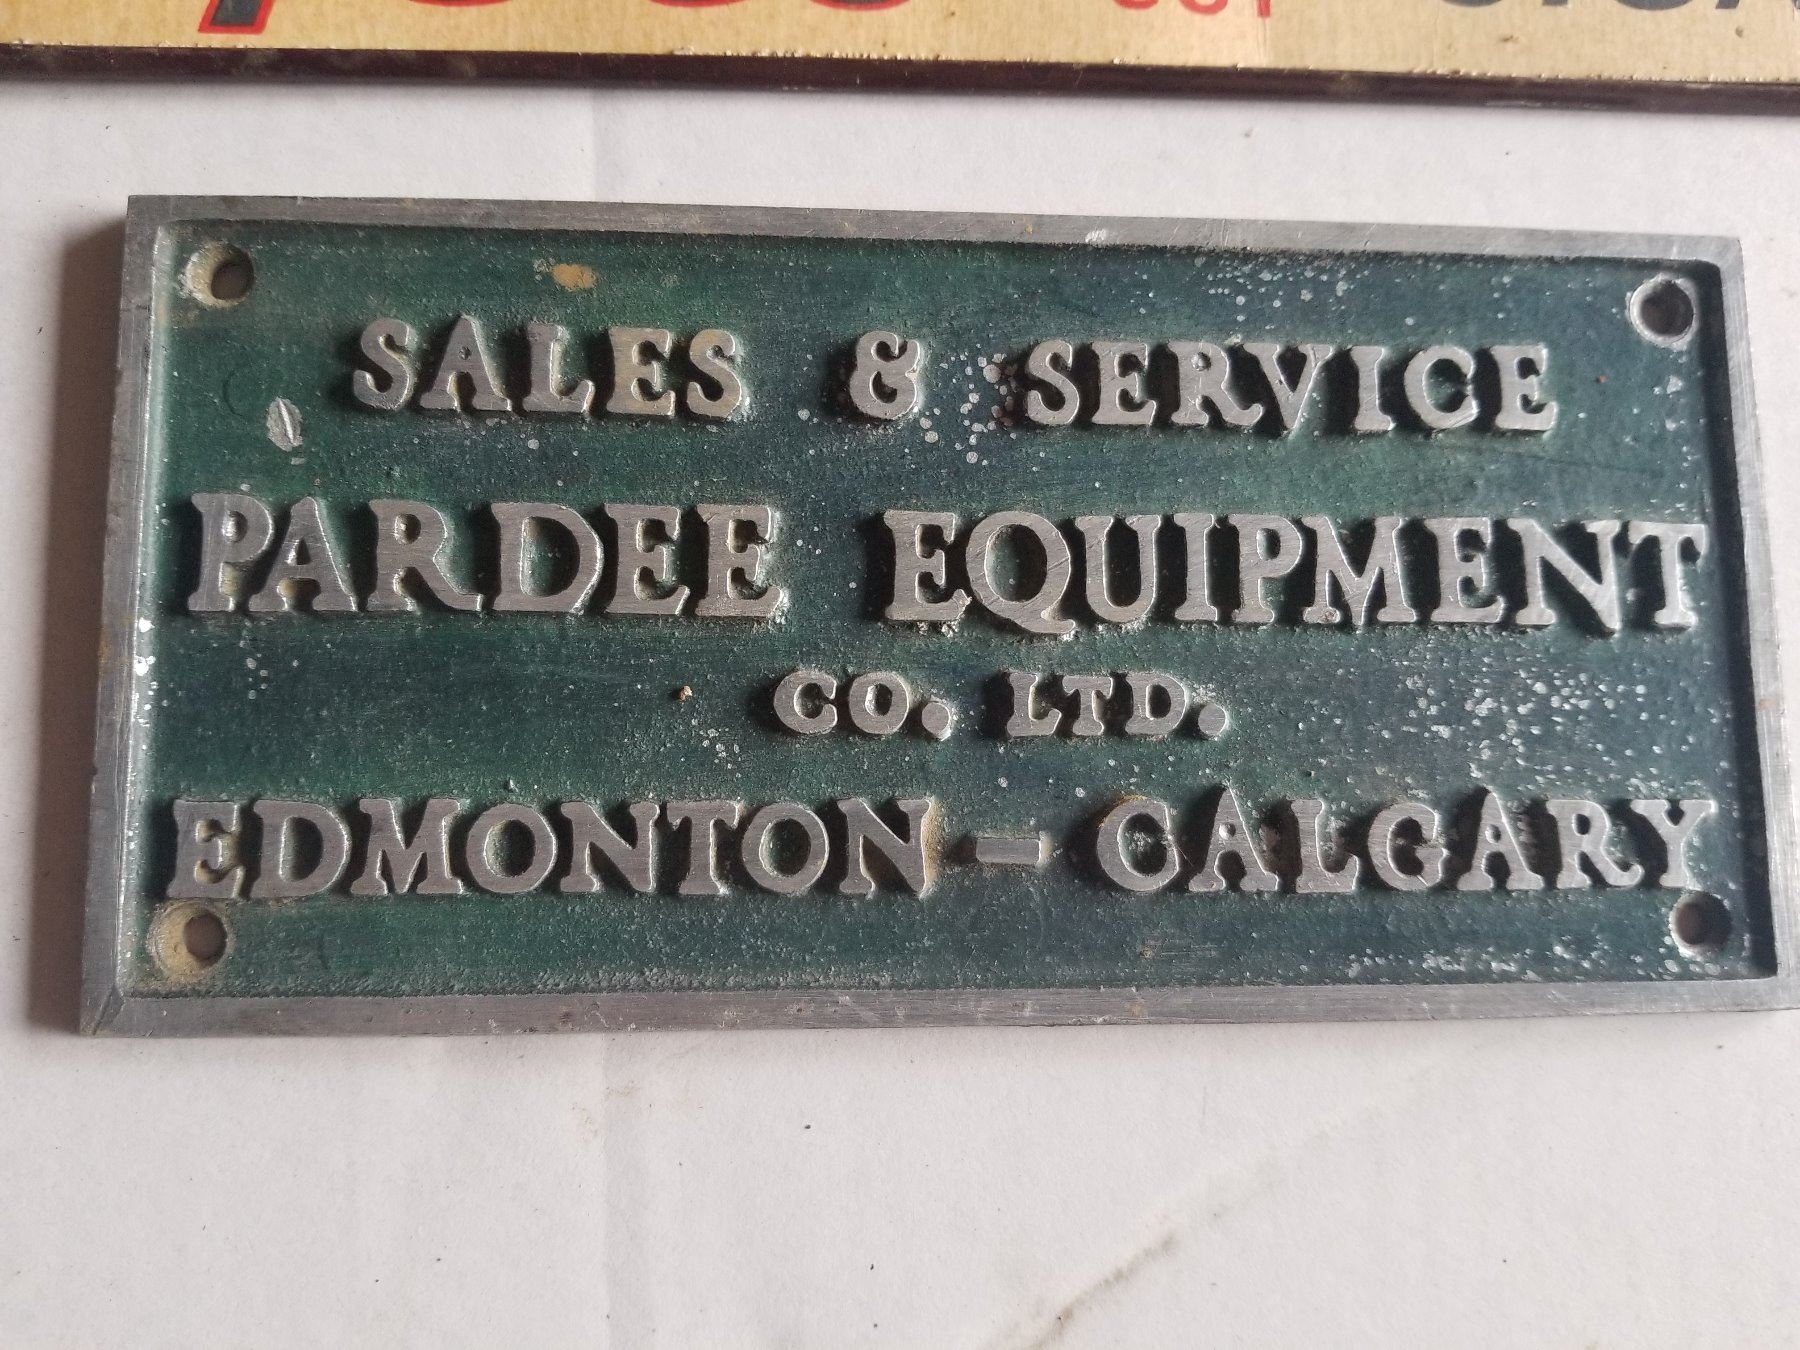 SALES & SERVICE
PARDEE EQUIPMENT
CO. LTD.
EDMONTON - CALGARY